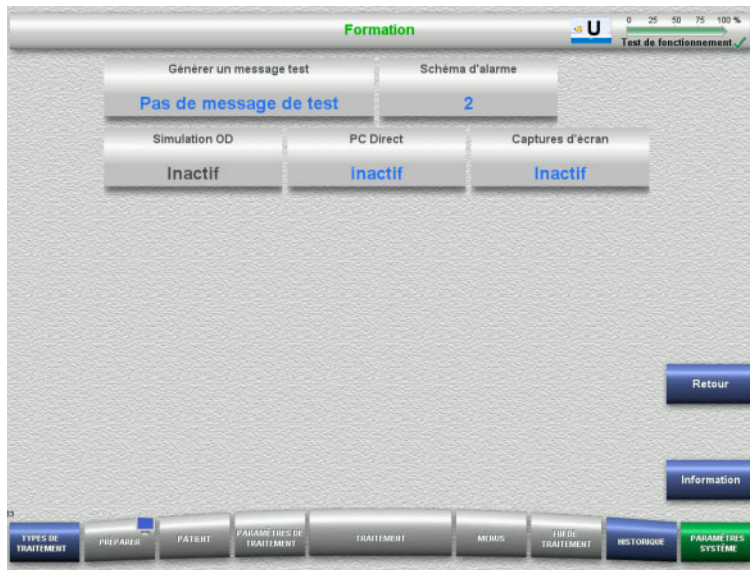 Formation
U
0 25 50 75 100 %
Test de fonctionnement
Générer un message test
Pas de message de test
Schéma d'alarme
2
Simulation OD
Inactif
PC Direct
inactif
Captures d'écran
Inactif
Retour
Information
TYPES DE
TRAITEMENT
PRÉPARER
PATIENT
PARAMÈTRES DE
TRAITEMENT
TRAITEMENT
MENUS
FIN DE
TRAITEMENT
HISTORIQUE
PARAMÈTRES
SYSTÈME